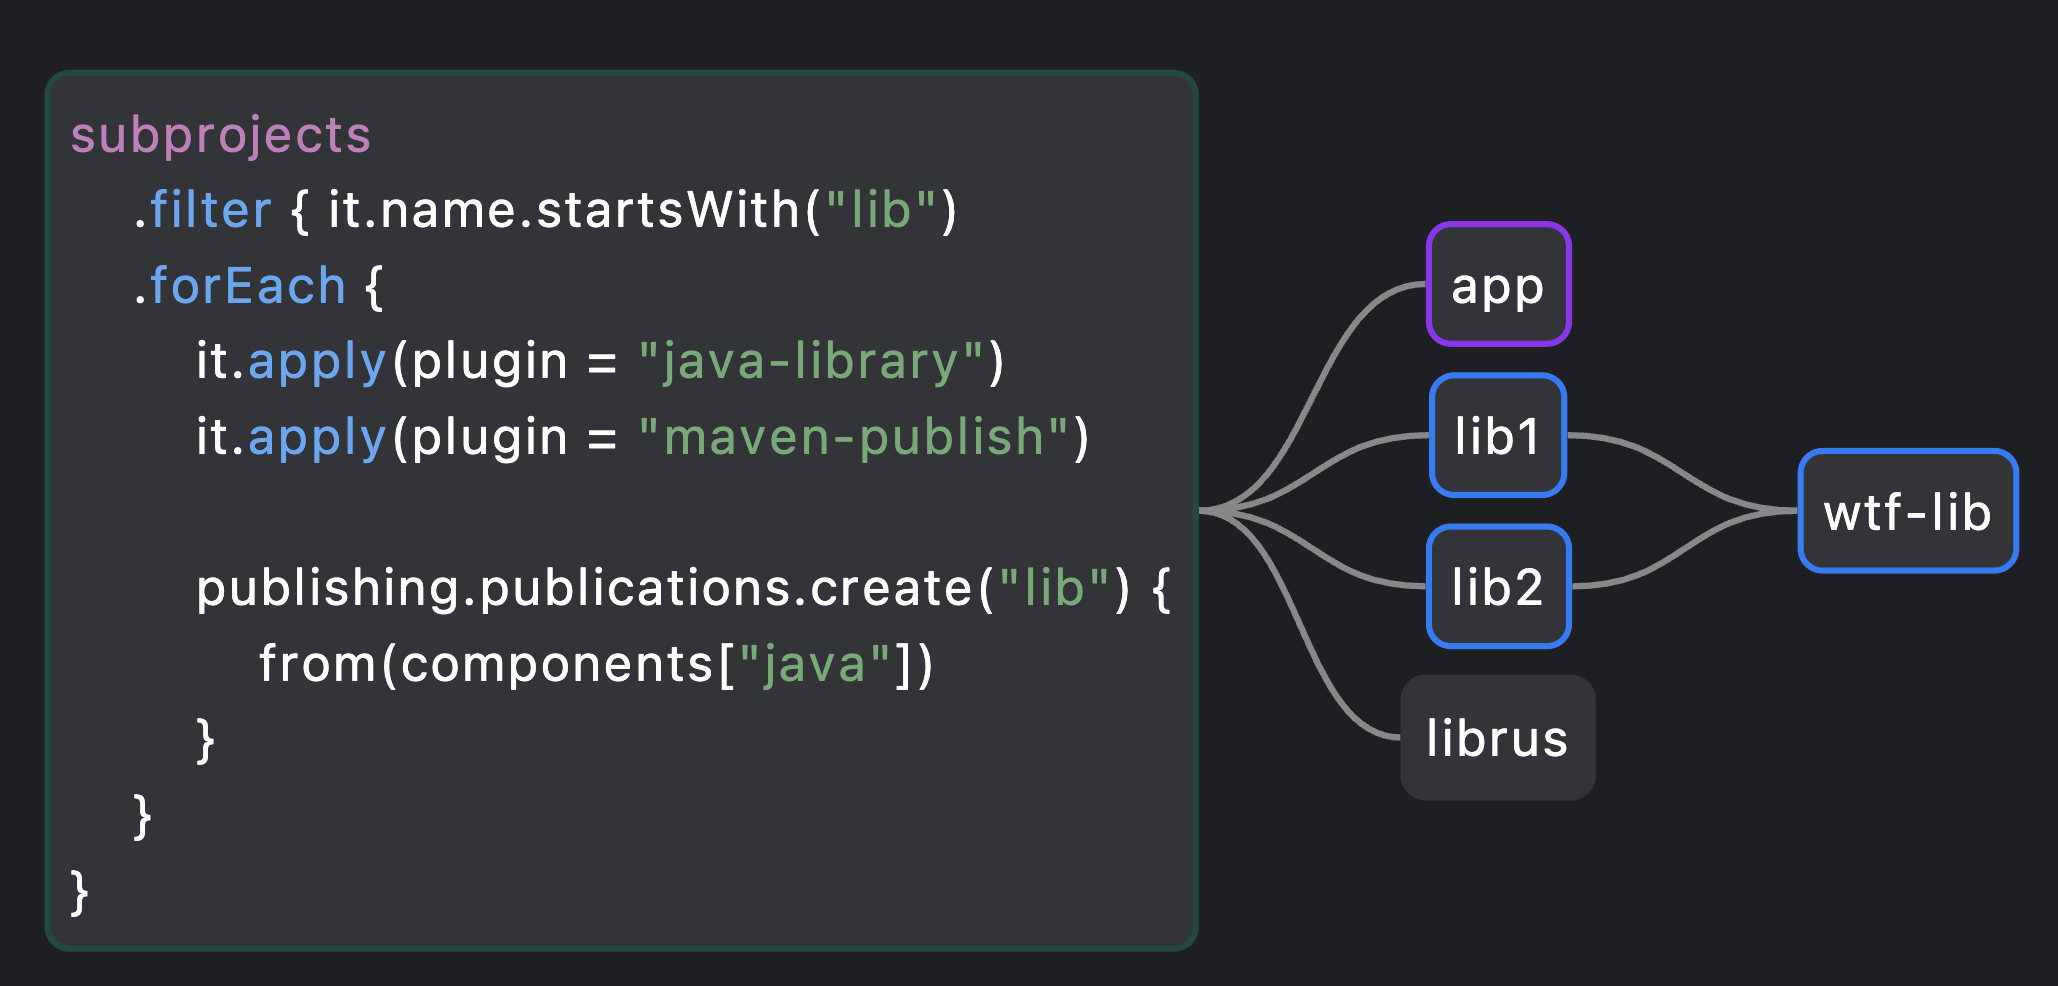 subprojects
.filter { it.name.startsWith("lib")
.forEach {
it.apply(plugin = "java-library")
it.apply(plugin = "maven-publish")
publishing.publications.create("lib") {
from(components["java"])
}
}
}
app
lib1
lib2
librus
wtf-lib